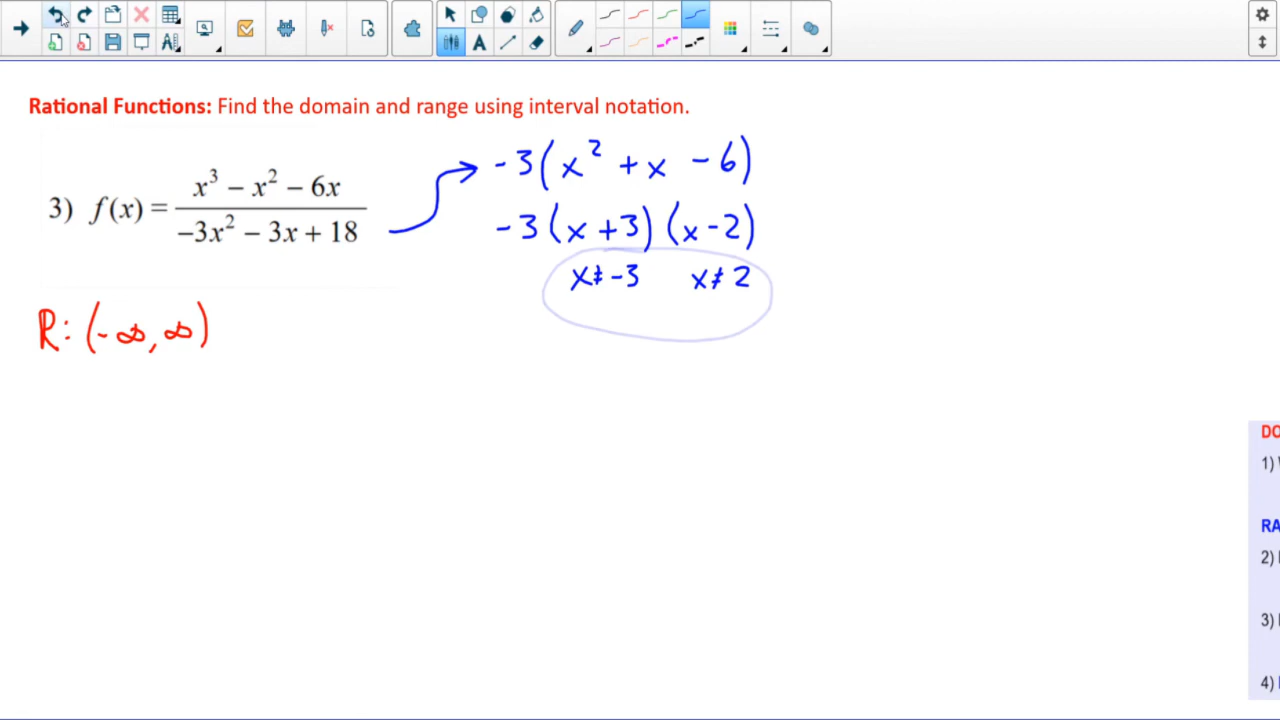 Rational Functions: Find the domain and range using interval notation.
3) f(x) = (x³ − x² − 6x) / (−3x² − 3x + 18)
-3(x² + x - 6)
-3(x+3)(x-2)
x≠-3 x≠2
R: (-∞, ∞)
DO
1)
RA
2)
3)
4)